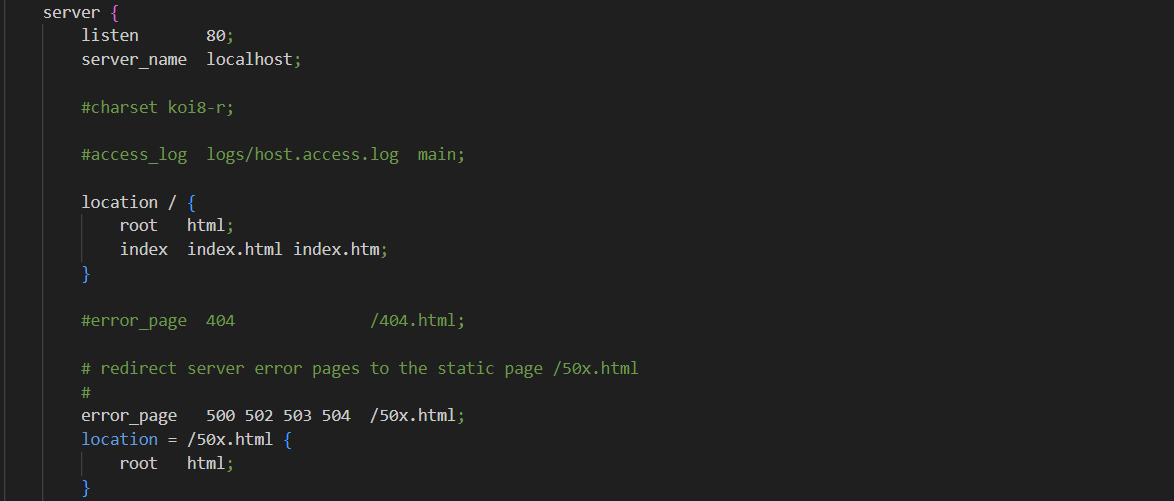 server {
listen       80;
server_name  localhost;
#charset koi8-r;
#access_log  logs/host.access.log  main;
location / {
root   html;
index  index.html index.htm;
}
#error_page  404              /404.html;
# redirect server error pages to the static page /50x.html
#
error_page   500 502 503 504  /50x.html;
location = /50x.html {
root   html;
}